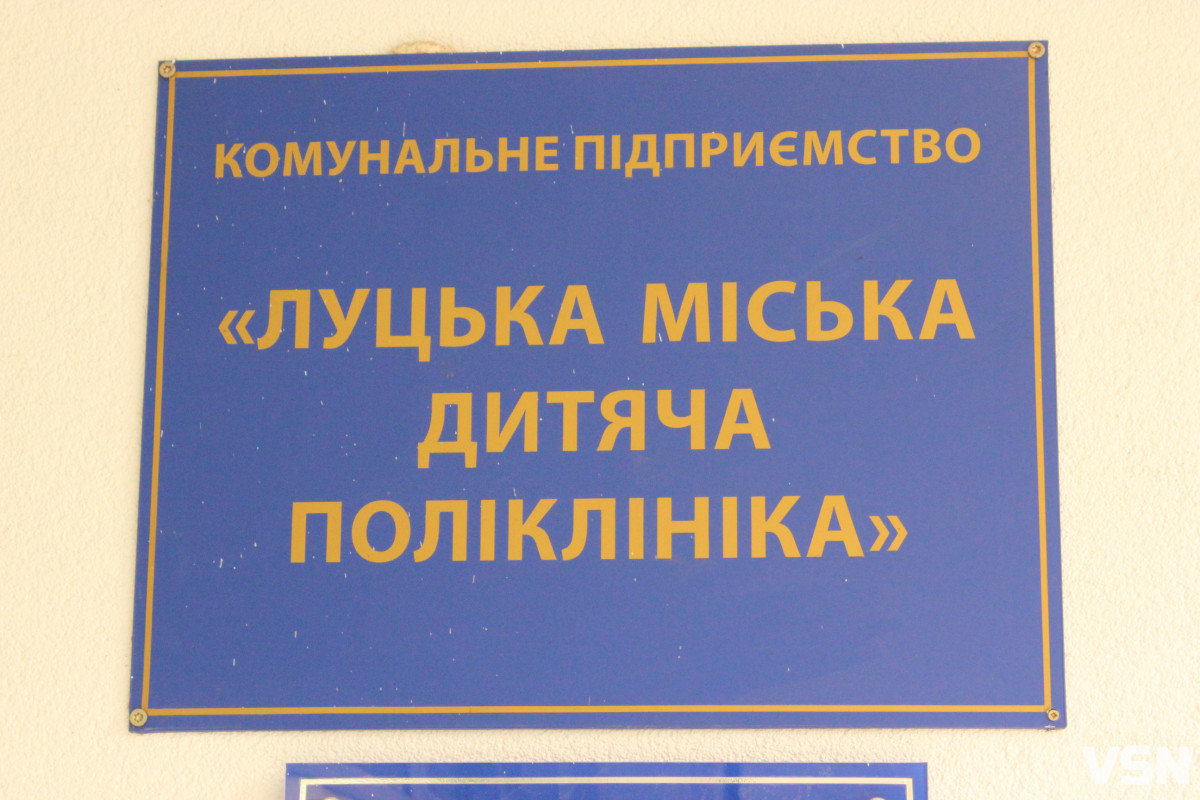 КОМУНАЛЬНЕ ПІДПРИЄМСТВО
«ЛУЦЬКА МІСЬКА
ДИТЯЧА
ПОЛІКЛІНІКА»
VSN